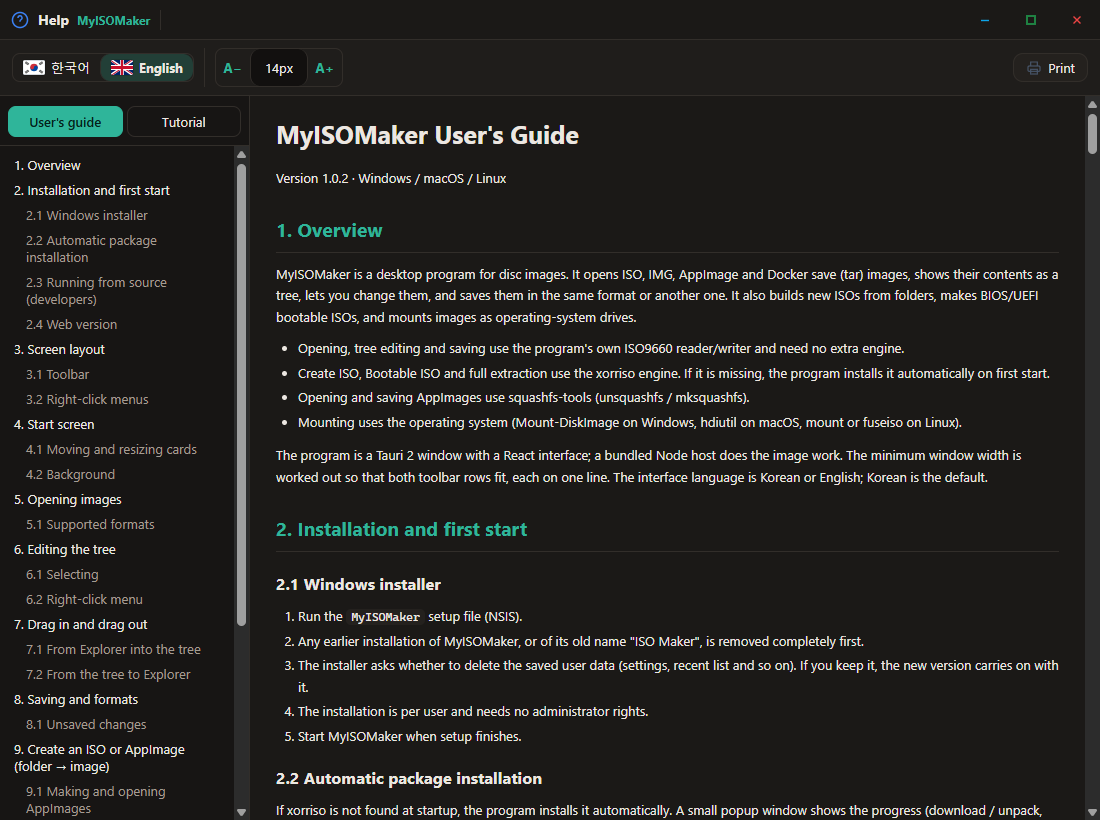 Help MyISOMaker
한국어 English A− 14px A+ Print
User's guide Tutorial
1. Overview
2. Installation and first start
2.1 Windows installer
2.2 Automatic package
installation
2.3 Running from source
(developers)
2.4 Web version
3. Screen layout
3.1 Toolbar
3.2 Right-click menus
4. Start screen
4.1 Moving and resizing cards
4.2 Background
5. Opening images
5.1 Supported formats
6. Editing the tree
6.1 Selecting
6.2 Right-click menu
7. Drag in and drag out
7.1 From Explorer into the tree
7.2 From the tree to Explorer
8. Saving and formats
8.1 Unsaved changes
9. Create an ISO or AppImage
(folder → image)
9.1 Making and opening
AppImages
MyISOMaker User's Guide
Version 1.0.2 · Windows / macOS / Linux
1. Overview
MyISOMaker is a desktop program for disc images. It opens ISO, IMG, AppImage and Docker save (tar) images, shows their contents as a
tree, lets you change them, and saves them in the same format or another one. It also builds new ISOs from folders, makes BIOS/UEFI
bootable ISOs, and mounts images as operating-system drives.
• Opening, tree editing and saving use the program's own ISO9660 reader/writer and need no extra engine.
• Create ISO, Bootable ISO and full extraction use the xorriso engine. If it is missing, the program installs it automatically on first start.
• Opening and saving AppImages use squashfs-tools (unsquashfs / mksquashfs).
• Mounting uses the operating system (Mount-DiskImage on Windows, hdiutil on macOS, mount or fuseiso on Linux).
The program is a Tauri 2 window with a React interface; a bundled Node host does the image work. The minimum window width is
worked out so that both toolbar rows fit, each on one line. The interface language is Korean or English; Korean is the default.
2. Installation and first start
2.1 Windows installer
1. Run the MyISOMaker setup file (NSIS).
2. Any earlier installation of MyISOMaker, or of its old name "ISO Maker", is removed completely first.
3. The installer asks whether to delete the saved user data (settings, recent list and so on). If you keep it, the new version carries on with
it.
4. The installation is per user and needs no administrator rights.
5. Start MyISOMaker when setup finishes.
2.2 Automatic package installation
If xorriso is not found at startup, the program installs it automatically. A small popup window shows the progress (download / unpack,